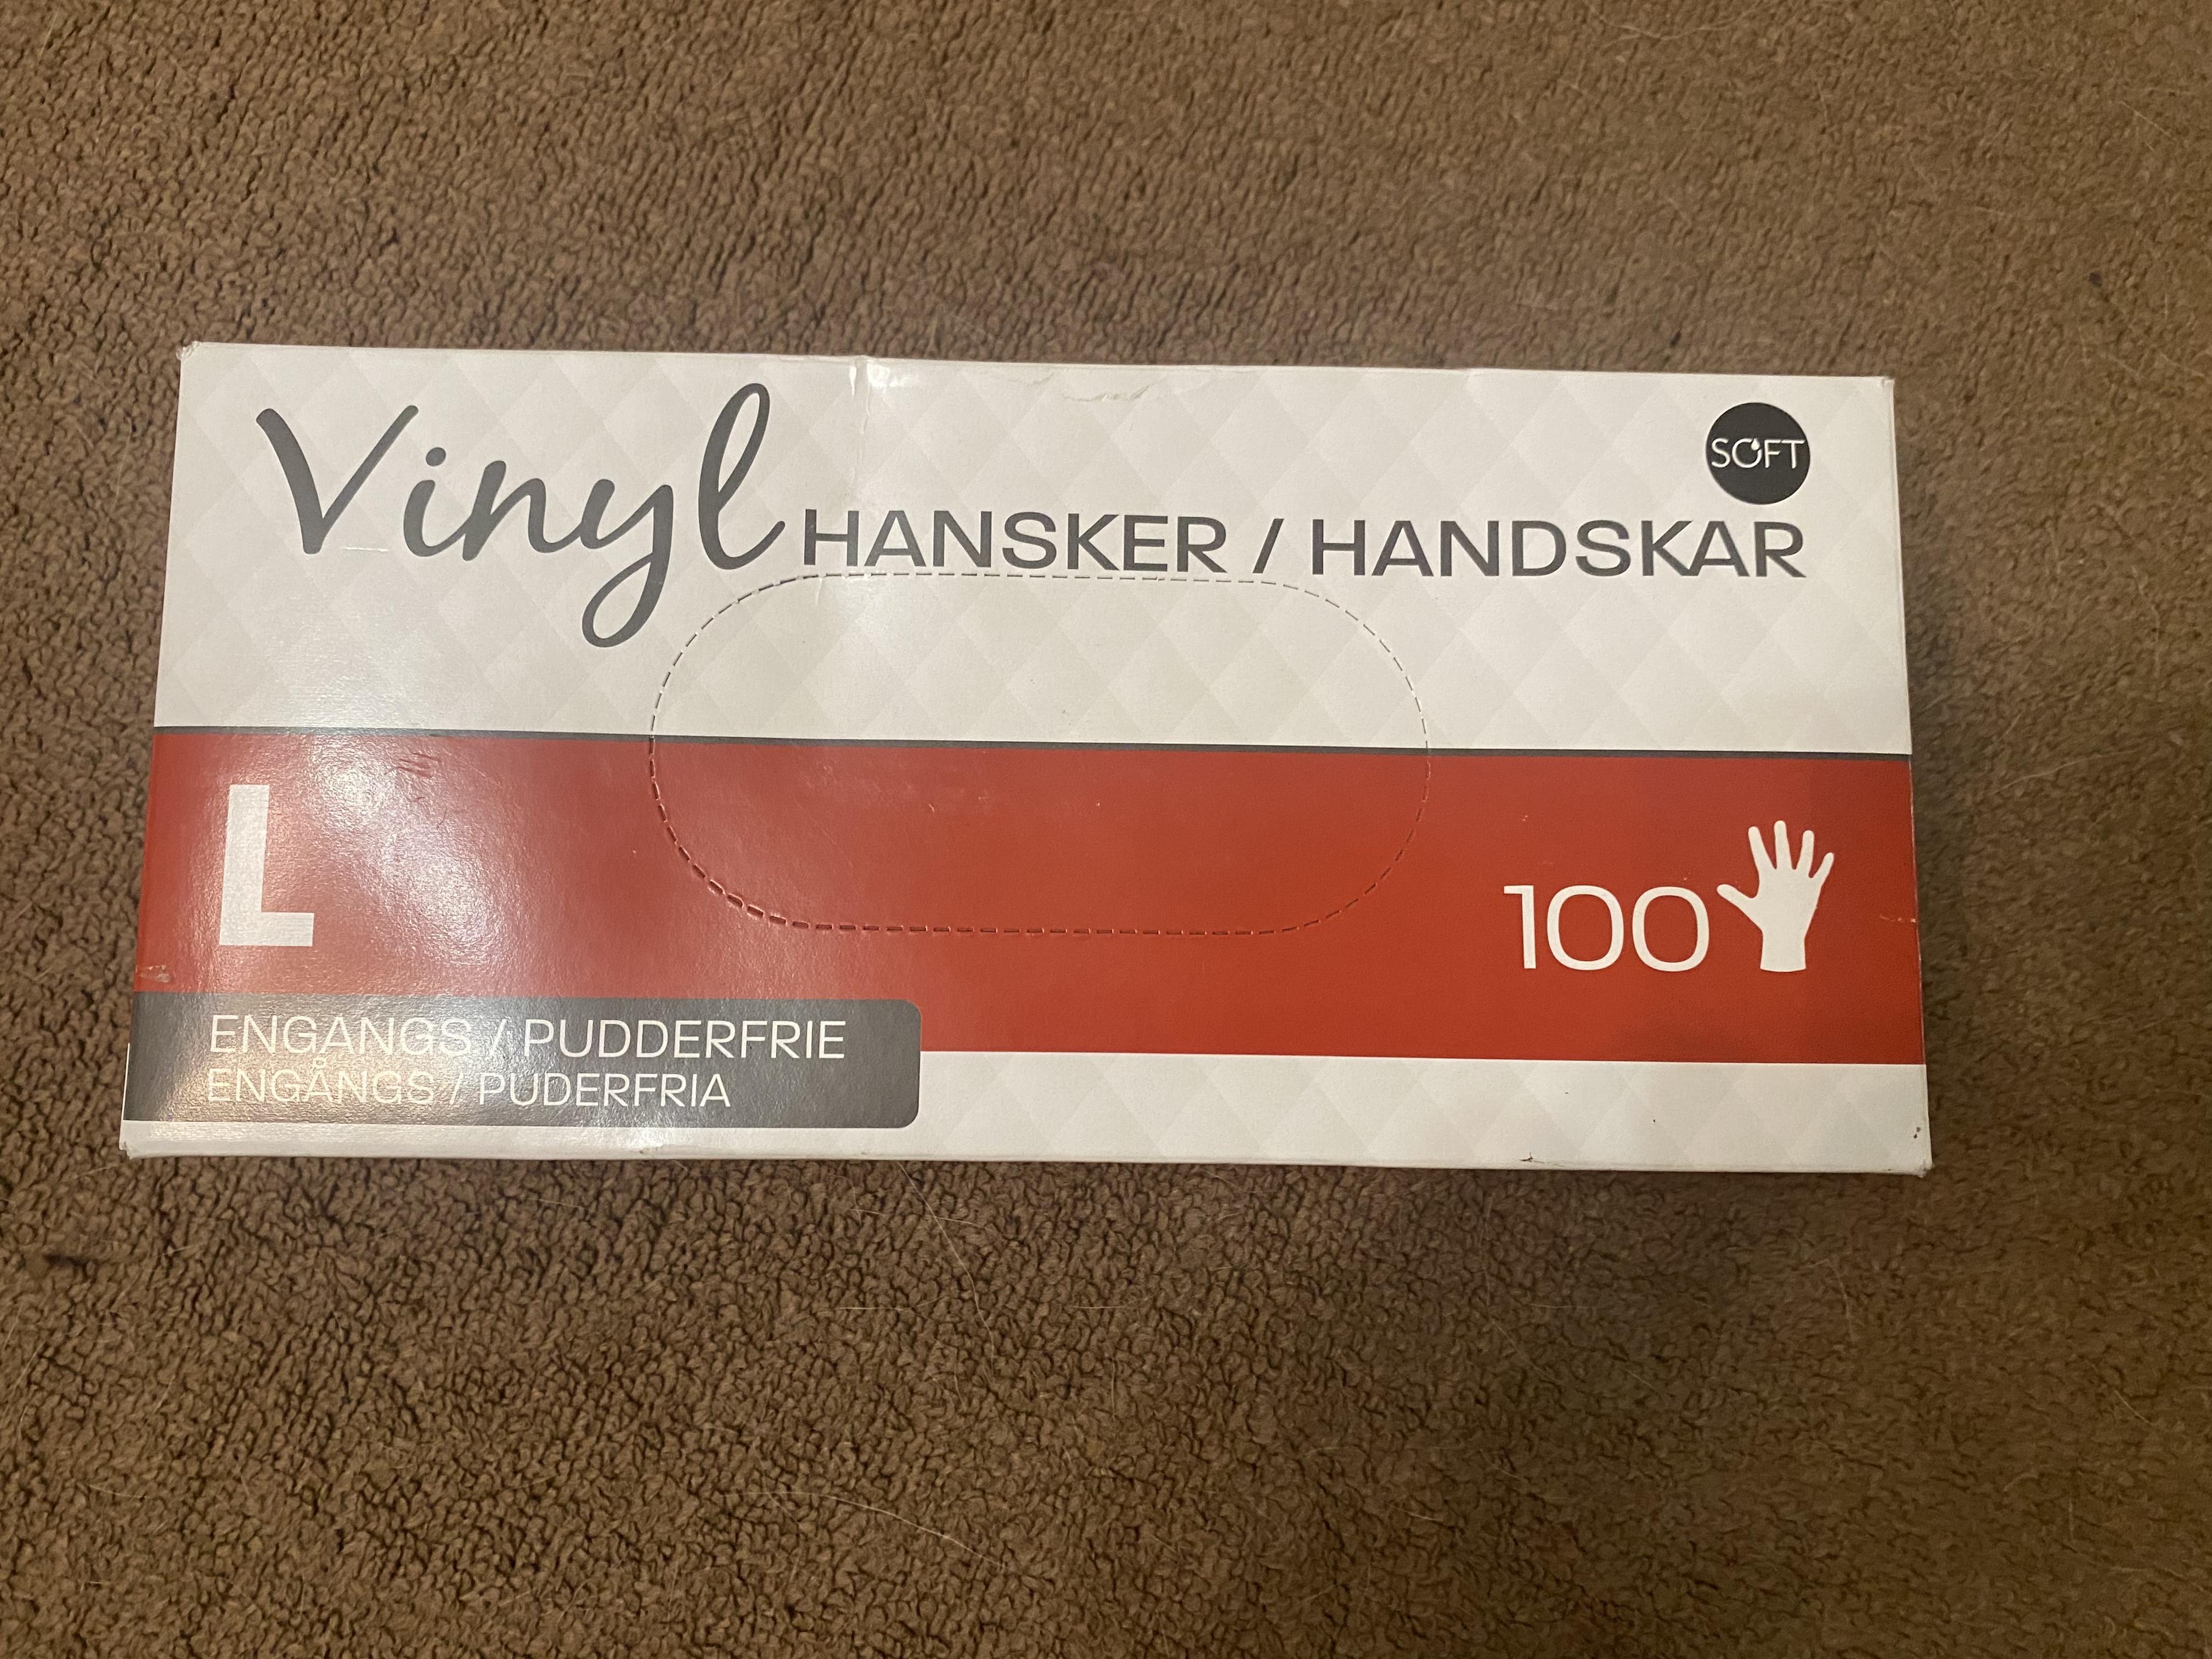 SOFT
Vinyl HANSKER / HANDSKAR
L
100
ENGANGS / PUDDERFRIE
ENGÅNGS / PUDERFRIA